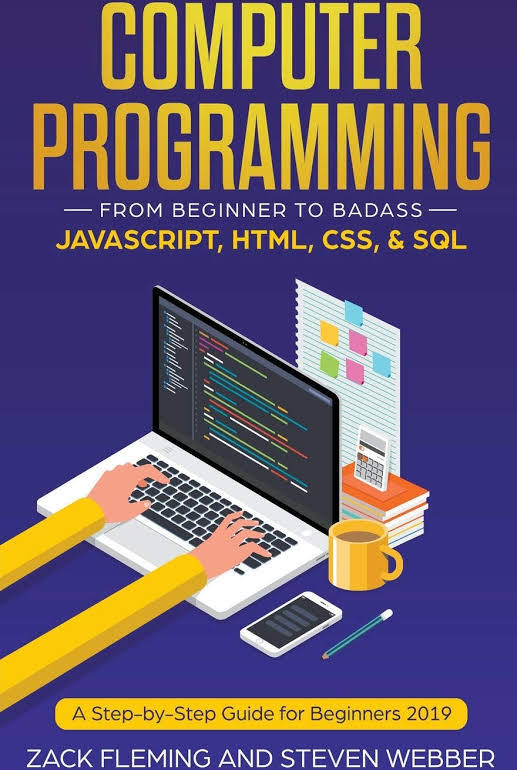 COMPUTER
PROGRAMMING
FROM BEGINNER TO BADASS
JAVASCRIPT, HTML, CSS, & SQL
A Step-by-Step Guide for Beginners 2019
ZACK FLEMING AND STEVEN WEBBER